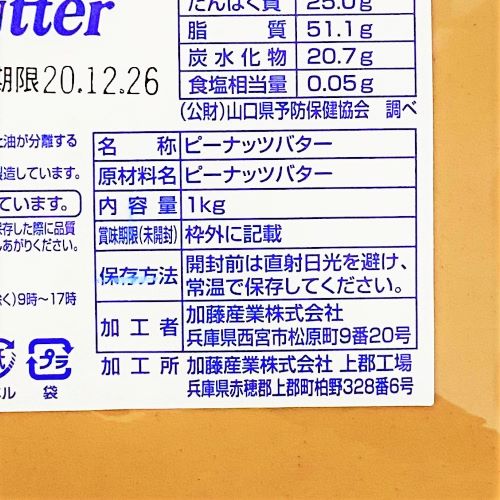 utter
たんぱく質 25.0g
脂質 51.1g
期限20.12.26
炭水化物 20.7g
食塩相当量 0.05g
(公財)山口県予防保健協会 調べ
油が分離する
名称 ピーナッツバター
製造しています。
原材料名 ピーナッツバター
ています。
内容量 1kg
保存した際に品質
賞味期限(未開封) 枠外に記載
しあがりください。
保存方法 開封前は直射日光を避け、
常温で保存してください。
く)9時~17時
加工者 加藤産業株式会社
兵庫県西宮市松原町9番20号
プラ
加工所 加藤産業株式会社 上郡工場
ベル 袋
兵庫県赤穂郡上郡町柏野328番6号